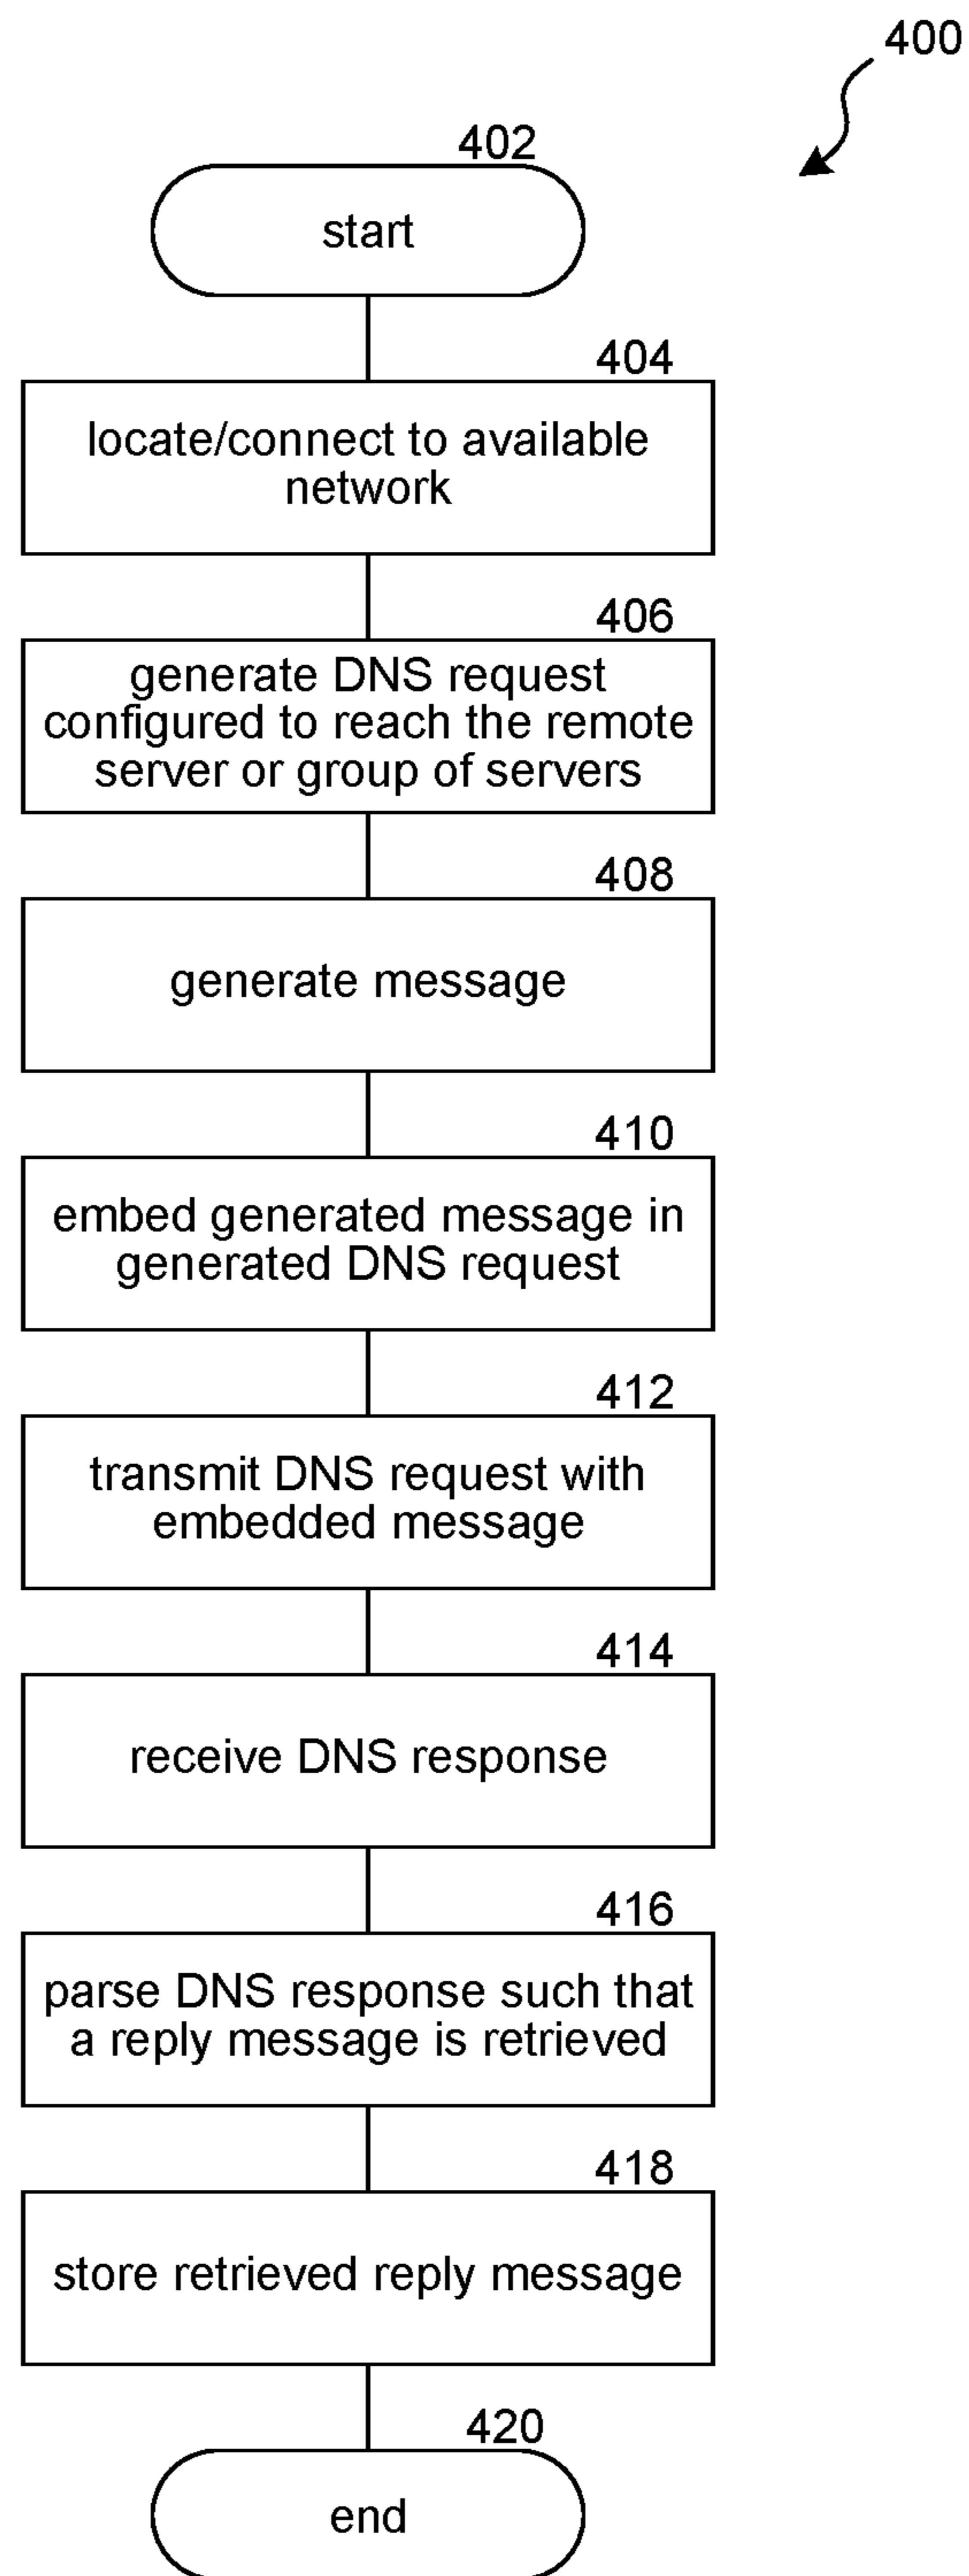 400
402
start
404
locate/connect to available
network
406
generate DNS request
configured to reach the remote
server or group of servers
408
generate message
410
embed generated message in
generated DNS request
412
transmit DNS request with
embedded message
414
receive DNS response
416
parse DNS response such that
a reply message is retrieved
418
store retrieved reply message
420
end